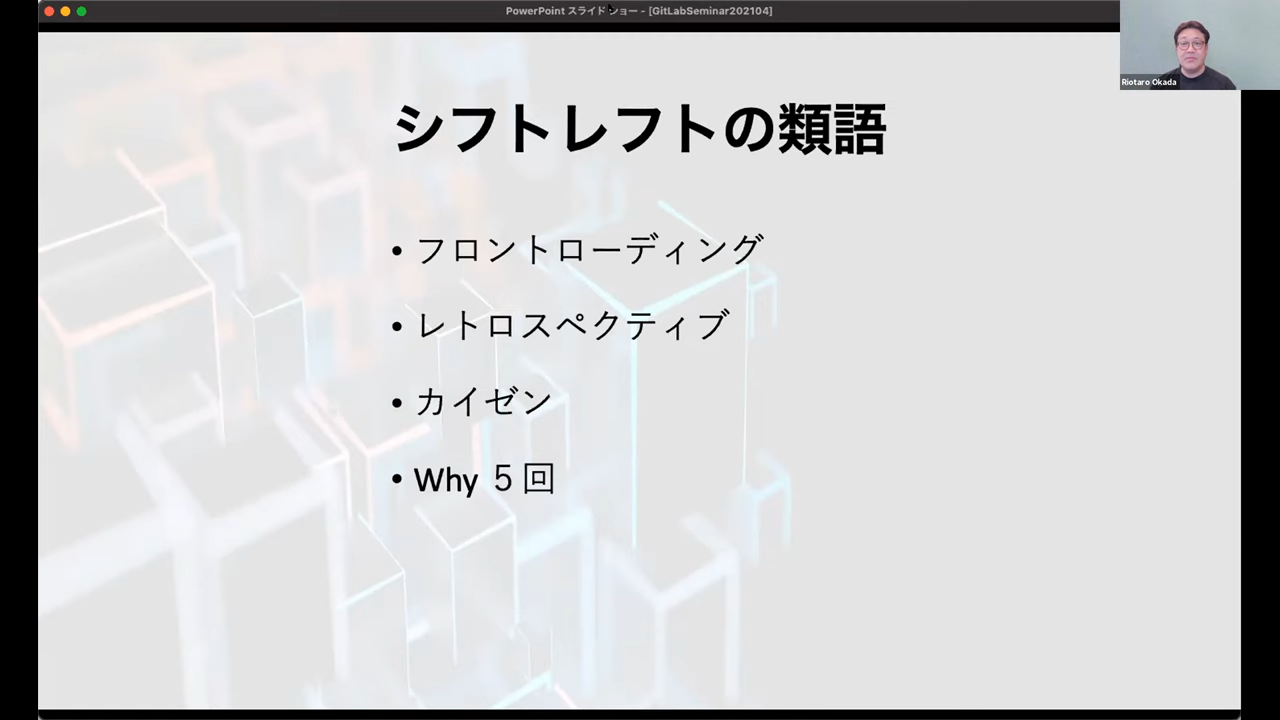 PowerPoint スライド ショー - [GitLabSeminar202104]
Riotaro Okada
シフトレフトの類語
• フロントローディング
• レトロスペクティブ
• カイゼン
• Why ５回